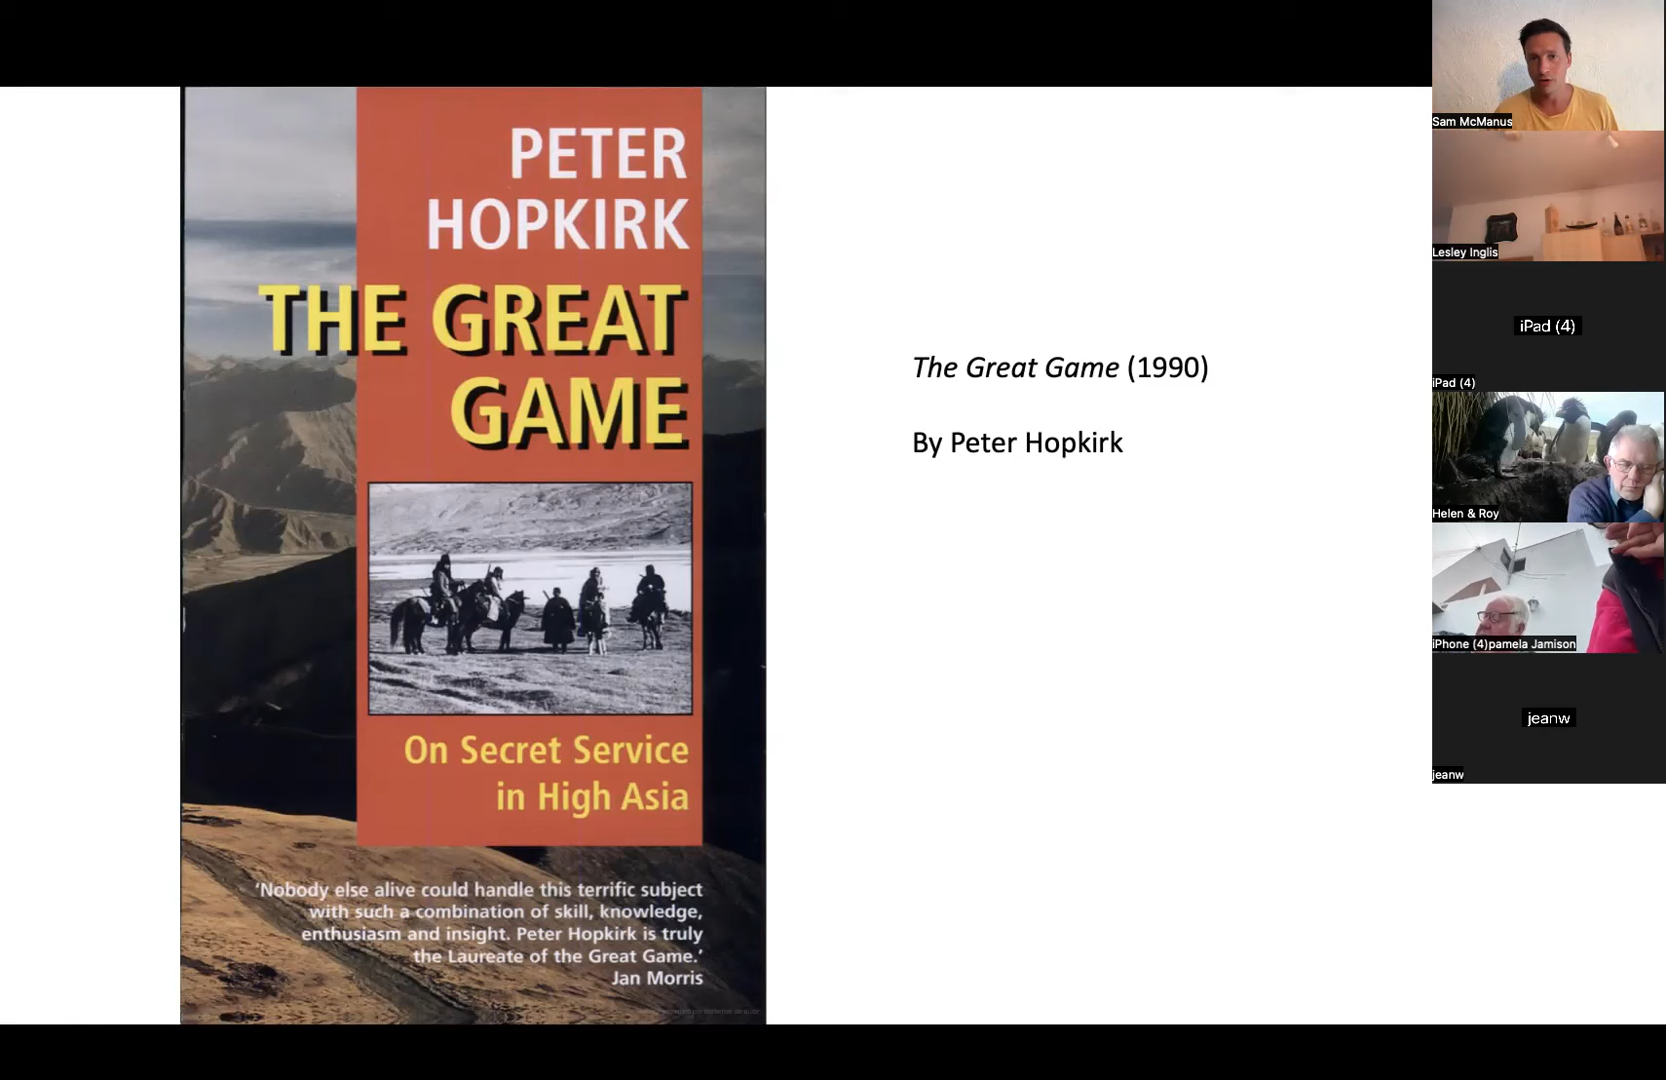 PETER
HOPKIRK
THE GREAT
GAME
On Secret Service
in High Asia
‘Nobody else alive could handle this terrific subject
with such a combination of skill, knowledge,
enthusiasm and insight. Peter Hopkirk is truly
the Laureate of the Great Game.’
Jan Morris
The Great Game (1990)
By Peter Hopkirk
Sam McManus
Lesley Inglis
iPad (4)
iPad (4)
Helen & Roy
iPhone (4)pamela Jamison
jeanw
jeanw